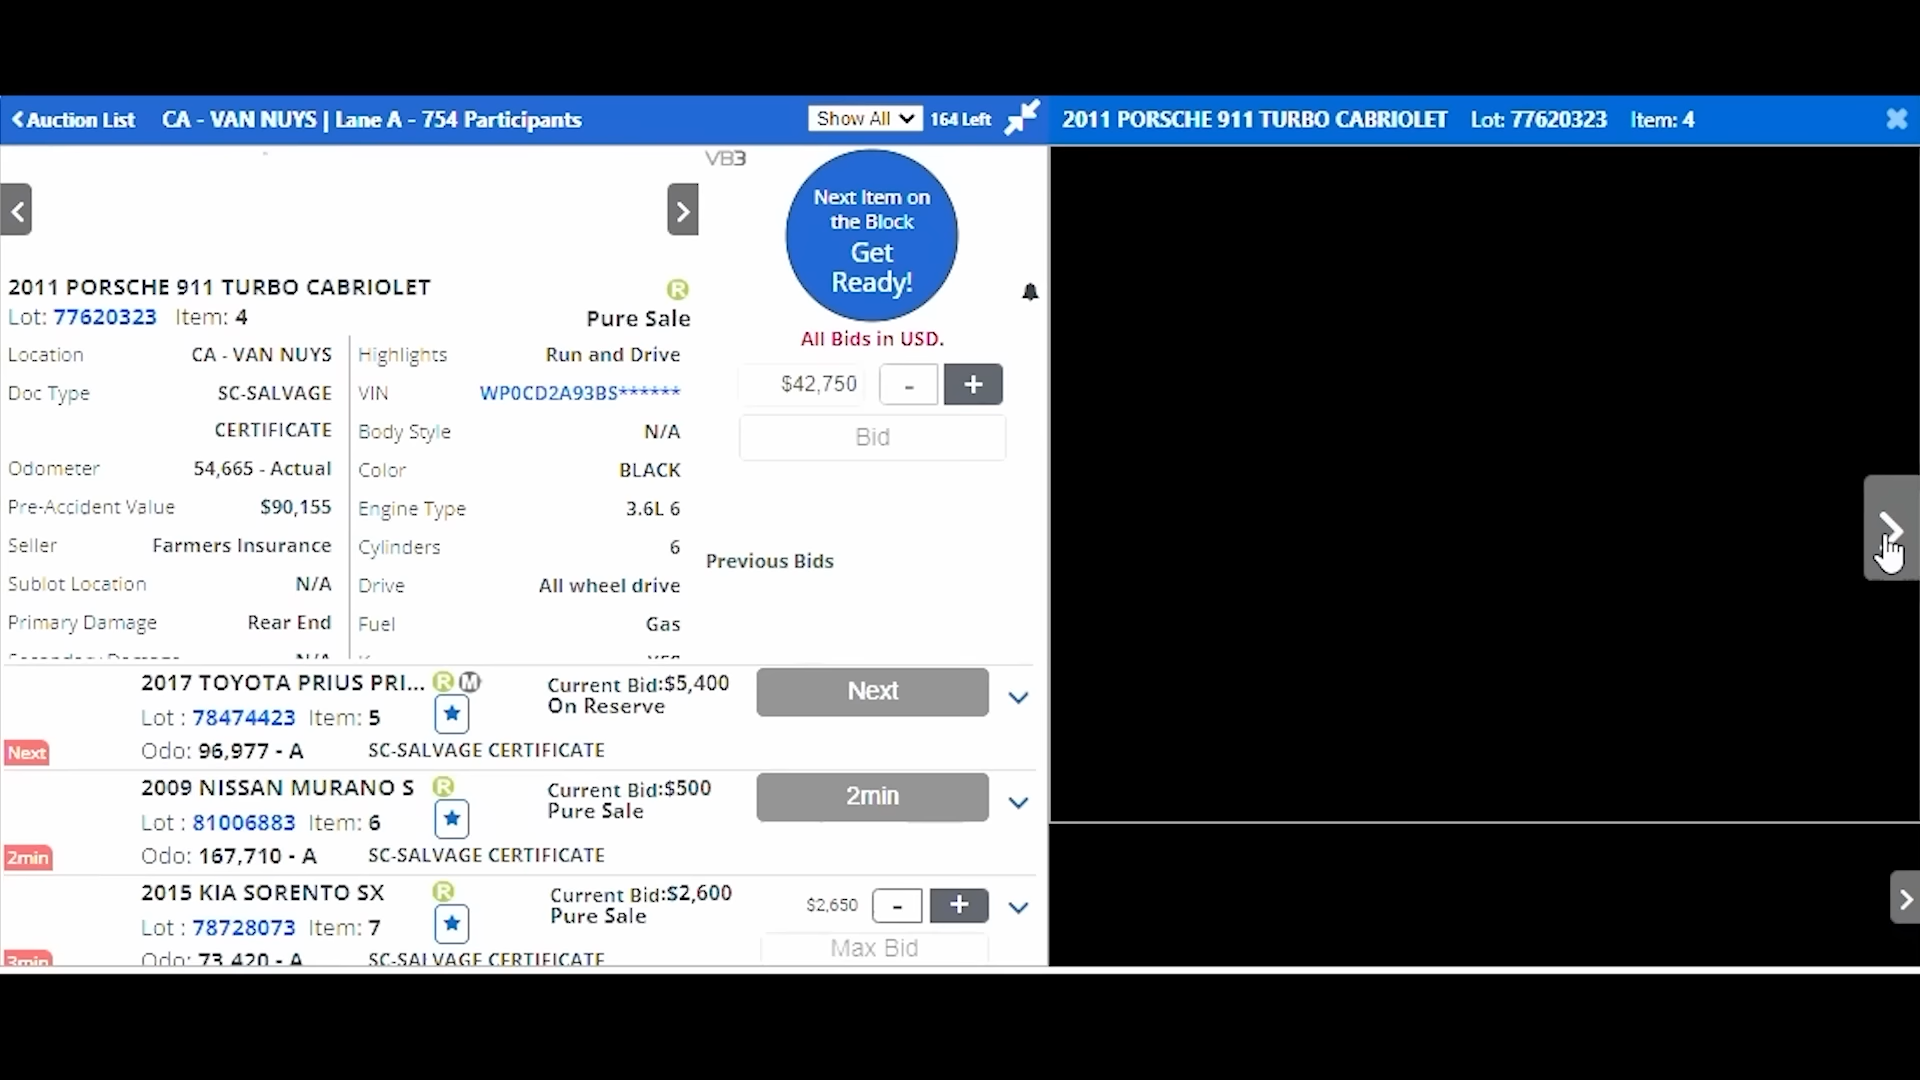 Auction List CA - VAN NUYS | Lane A - 754 Participants Show All 164 Left
2011 PORSCHE 911 TURBO CABRIOLET Lot: 77620323 Item: 4
VB3
Next Item on
the Block
Get
Ready!
2011 PORSCHE 911 TURBO CABRIOLET R
Lot: 77620323 Item: 4 Pure Sale
Location CA - VAN NUYS
Doc Type SC-SALVAGE
CERTIFICATE
Odometer 54,665 - Actual
Pre-Accident Value $90,155
Seller Farmers Insurance
Sublot Location N/A
Primary Damage Rear End
Highlights Run and Drive
VIN WP0CD2A93BS******
Body Style N/A
Color BLACK
Engine Type 3.6L 6
Cylinders 6
Drive All wheel drive
Fuel Gas
All Bids in USD.
$42,750 - +
Bid
Previous Bids
2017 TOYOTA PRIUS PRI... R M Current Bid:$5,400 Next
On Reserve
Lot : 78474423 Item: 5
Next Odo: 96,977 - A SC-SALVAGE CERTIFICATE
2009 NISSAN MURANO S R Current Bid:$500 2min
Pure Sale
Lot : 81006883 Item: 6
2min Odo: 167,710 - A SC-SALVAGE CERTIFICATE
2015 KIA SORENTO SX R Current Bid:$2,600 $2,650 - +
Pure Sale
Lot : 78728073 Item: 7 Max Bid
3min Odo: 73,420 - A SC-SALVAGE CERTIFICATE